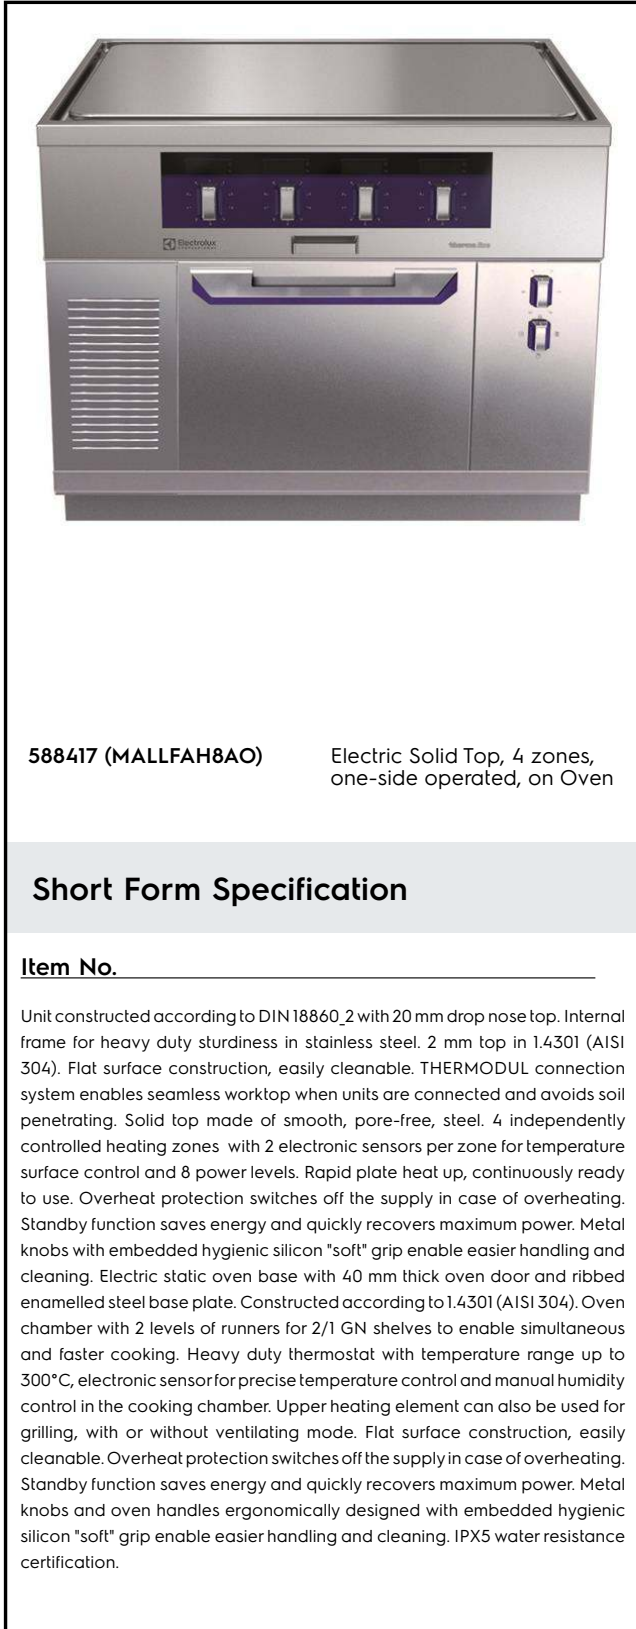 Electrolux
PROFESSIONAL
thermaline
588417 (MALLFAH8AO)
Electric Solid Top, 4 zones,
one-side operated, on Oven
Short Form Specification
Item No.
Unit constructed according to DIN 18860_2 with 20 mm drop nose top. Internal
frame for heavy duty sturdiness in stainless steel. 2 mm top in 1.4301 (AISI
304). Flat surface construction, easily cleanable. THERMODUL connection
system enables seamless worktop when units are connected and avoids soil
penetrating. Solid top made of smooth, pore-free, steel. 4 independently
controlled heating zones with 2 electronic sensors per zone for temperature
surface control and 8 power levels. Rapid plate heat up, continuously ready
to use. Overheat protection switches off the supply in case of overheating.
Standby function saves energy and quickly recovers maximum power. Metal
knobs with embedded hygienic silicon "soft" grip enable easier handling and
cleaning. Electric static oven base with 40 mm thick oven door and ribbed
enamelled steel base plate. Constructed according to 1.4301 (AISI 304). Oven
chamber with 2 levels of runners for 2/1 GN shelves to enable simultaneous
and faster cooking. Heavy duty thermostat with temperature range up to
300°C, electronic sensor for precise temperature control and manual humidity
control in the cooking chamber. Upper heating element can also be used for
grilling, with or without ventilating mode. Flat surface construction, easily
cleanable. Overheat protection switches off the supply in case of overheating.
Standby function saves energy and quickly recovers maximum power. Metal
knobs and oven handles ergonomically designed with embedded hygienic
silicon "soft" grip enable easier handling and cleaning. IPX5 water resistance
certification.